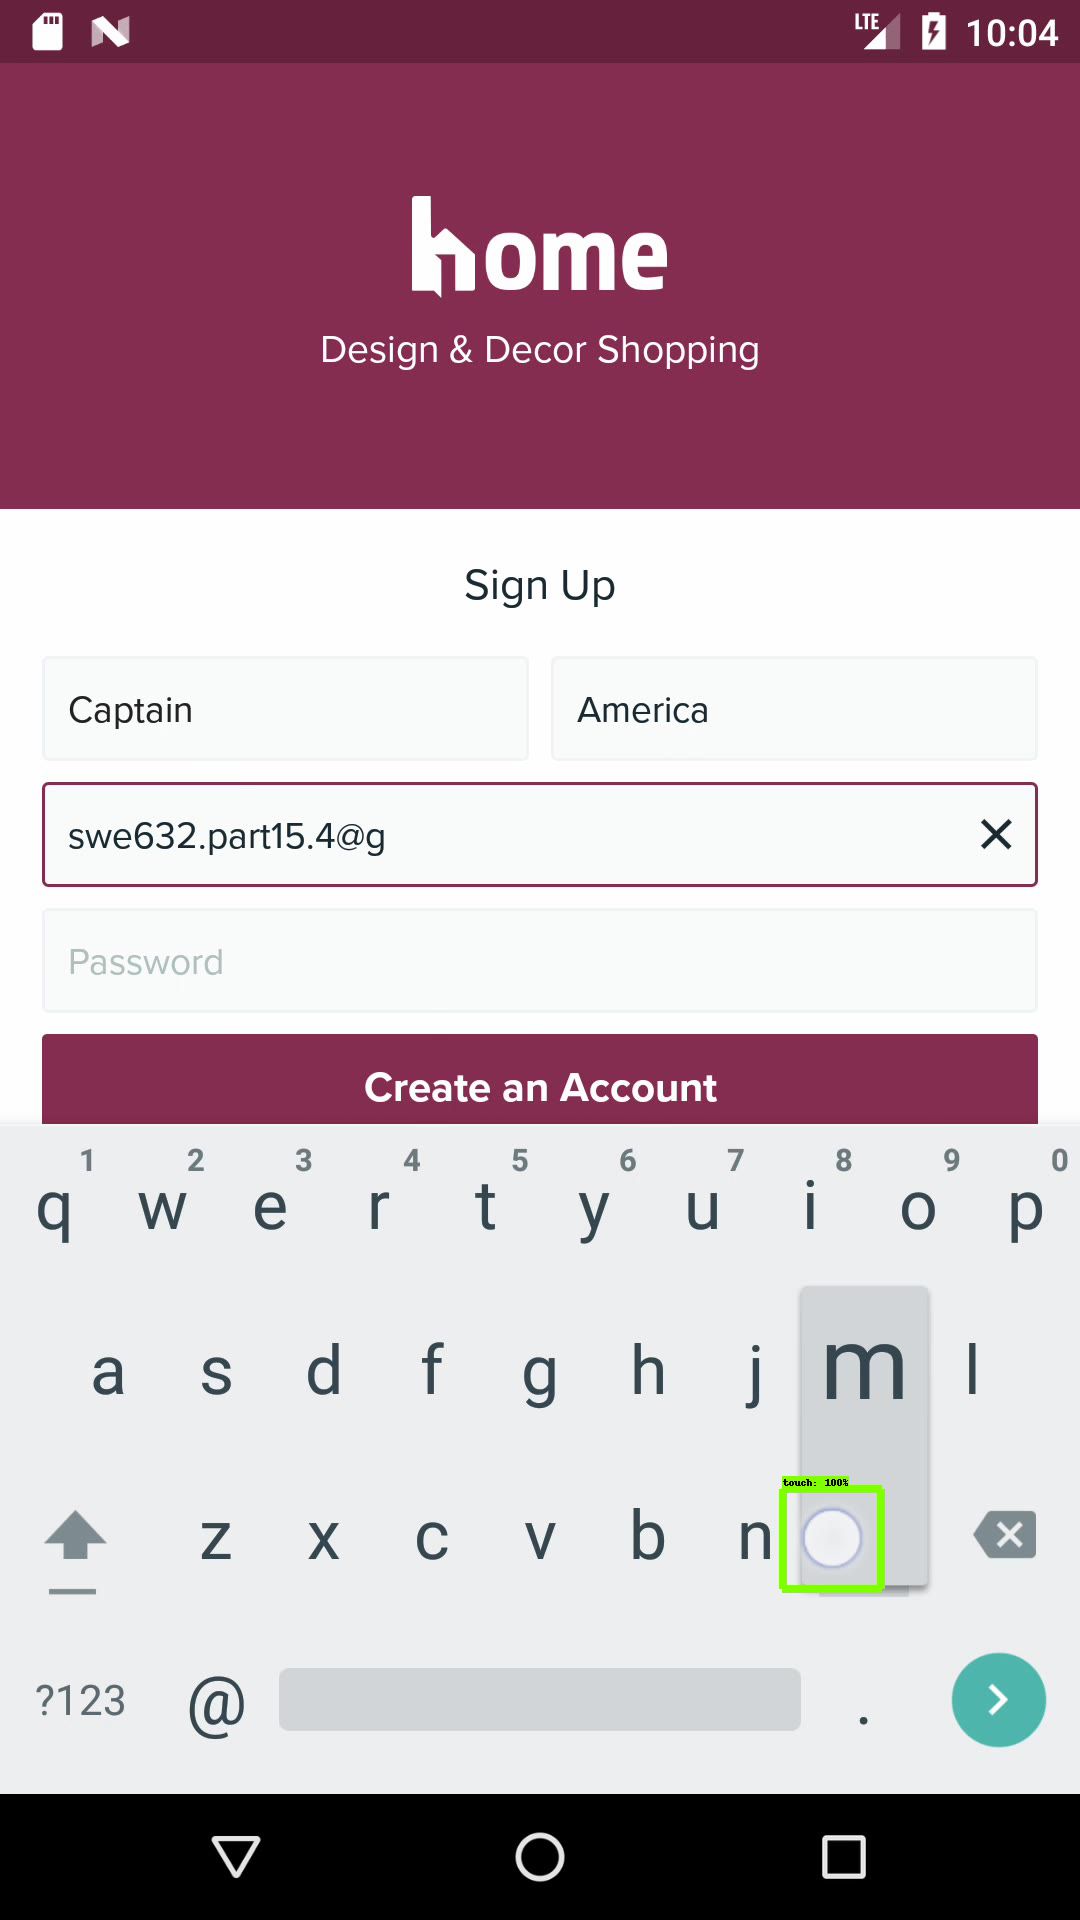 LTE 10:04
home
Design & Decor Shopping
Sign Up
Captain America
swe632.part15.4@g
Password
Create an Account
1 2 3 4 5 6 7 8 9 0
q w e r t y u i o p
a s d f g h j m l
touch: 100%
z x c v b n
?123 @ .